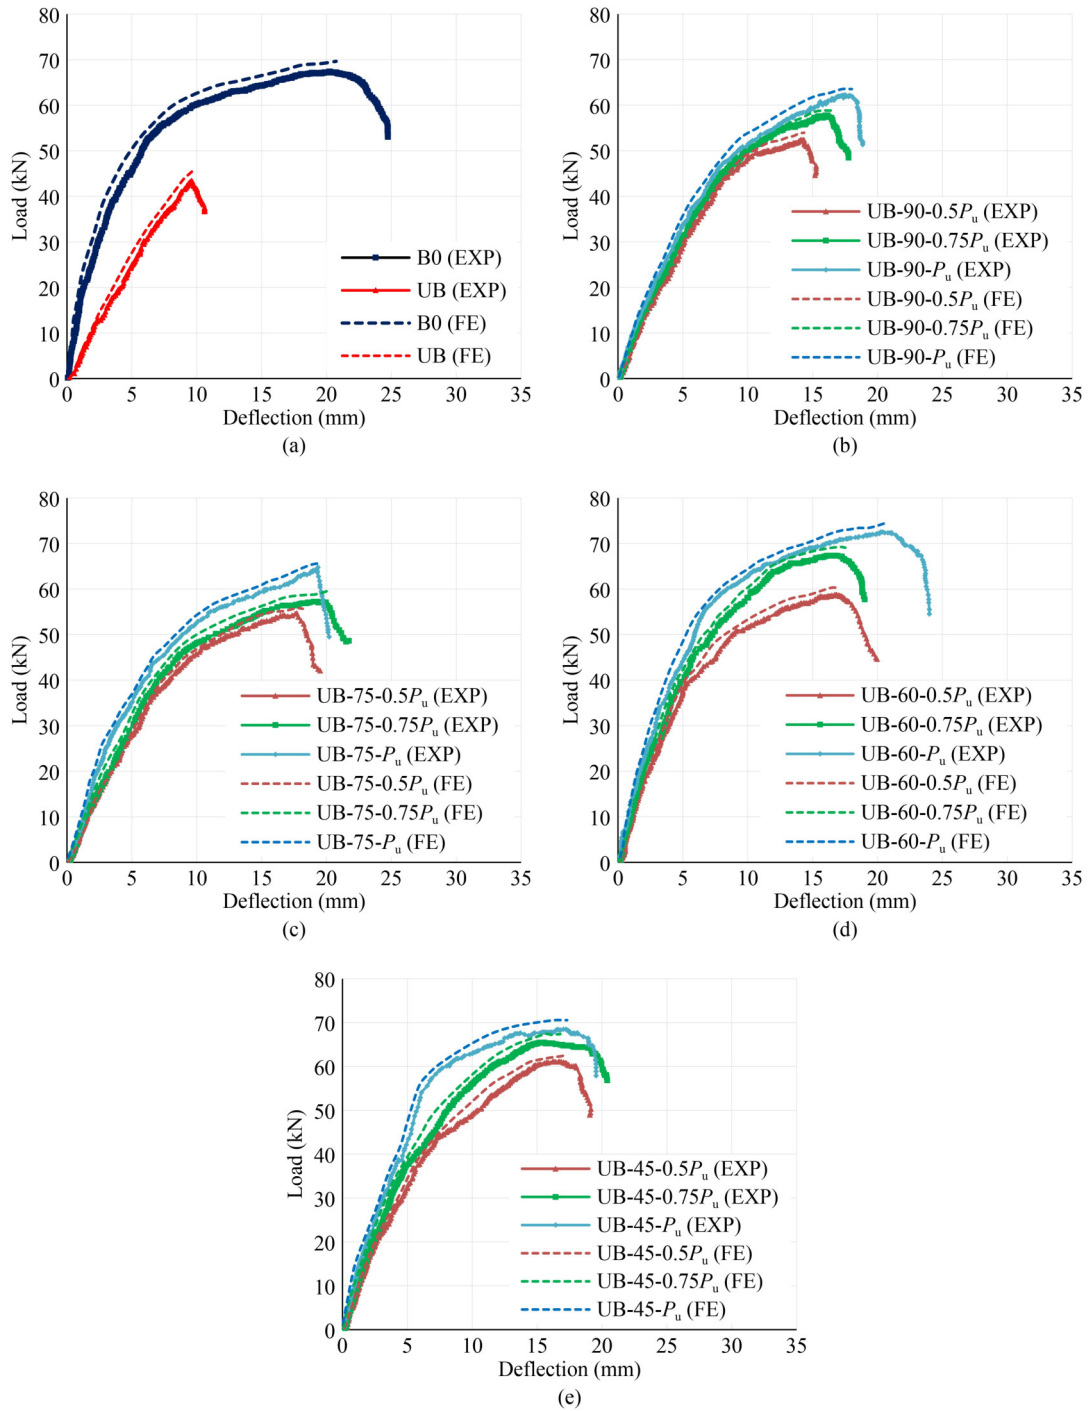 80
70
60
50
40
30
20
10
0
Load (kN)
B0 (EXP)
UB (EXP)
B0 (FE)
UB (FE)
0 5 10 15 20 25 30 35
Deflection (mm)
(a)
80
70
60
50
40
30
20
10
0
Load (kN)
UB-90-0.5Pu (EXP)
UB-90-0.75Pu (EXP)
UB-90-Pu (EXP)
UB-90-0.5Pu (FE)
UB-90-0.75Pu (FE)
UB-90-Pu (FE)
0 5 10 15 20 25 30 35
Deflection (mm)
(b)
80
70
60
50
40
30
20
10
0
Load (kN)
UB-75-0.5Pu (EXP)
UB-75-0.75Pu (EXP)
UB-75-Pu (EXP)
UB-75-0.5Pu (FE)
UB-75-0.75Pu (FE)
UB-75-Pu (FE)
0 5 10 15 20 25 30 35
Deflection (mm)
(c)
80
70
60
50
40
30
20
10
0
Load (kN)
UB-60-0.5Pu (EXP)
UB-60-0.75Pu (EXP)
UB-60-Pu (EXP)
UB-60-0.5Pu (FE)
UB-60-0.75Pu (FE)
UB-60-Pu (FE)
0 5 10 15 20 25 30 35
Deflection (mm)
(d)
80
70
60
50
40
30
20
10
0
Load (kN)
UB-45-0.5Pu (EXP)
UB-45-0.75Pu (EXP)
UB-45-Pu (EXP)
UB-45-0.5Pu (FE)
UB-45-0.75Pu (FE)
UB-45-Pu (FE)
0 5 10 15 20 25 30 35
Deflection (mm)
(e)